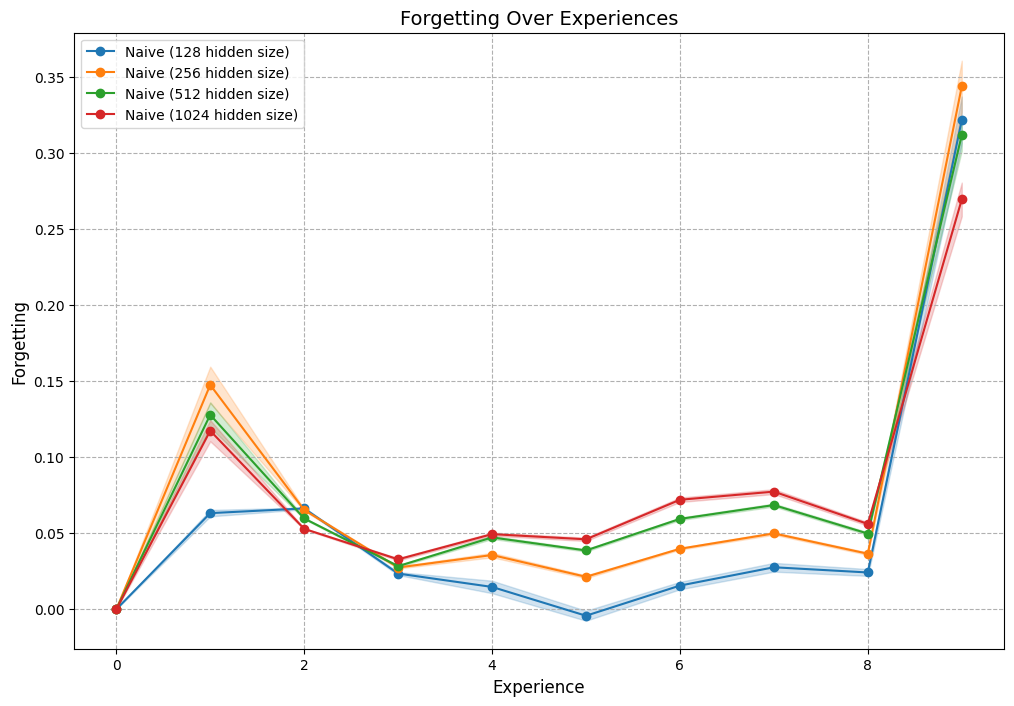 Forgetting Over Experiences
Naive (128 hidden size)
Naive (256 hidden size)
Naive (512 hidden size)
Naive (1024 hidden size)
Forgetting
0.35
0.30
0.25
0.20
0.15
0.10
0.05
0.00
0 2 4 6 8
Experience